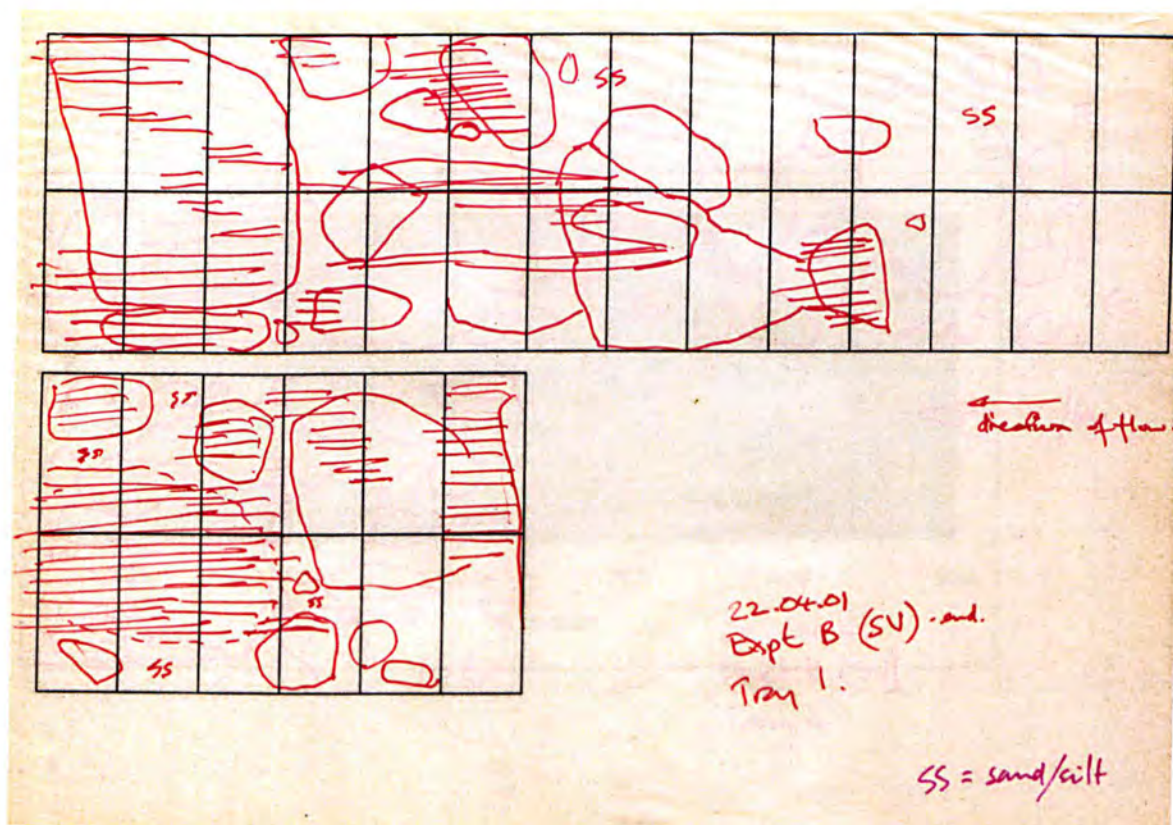 SS
SS
ss
ss
direction of flow.
ss
22.04.01
Expt B (SV) - end.
SS
Tray 1.
SS = sand/silt